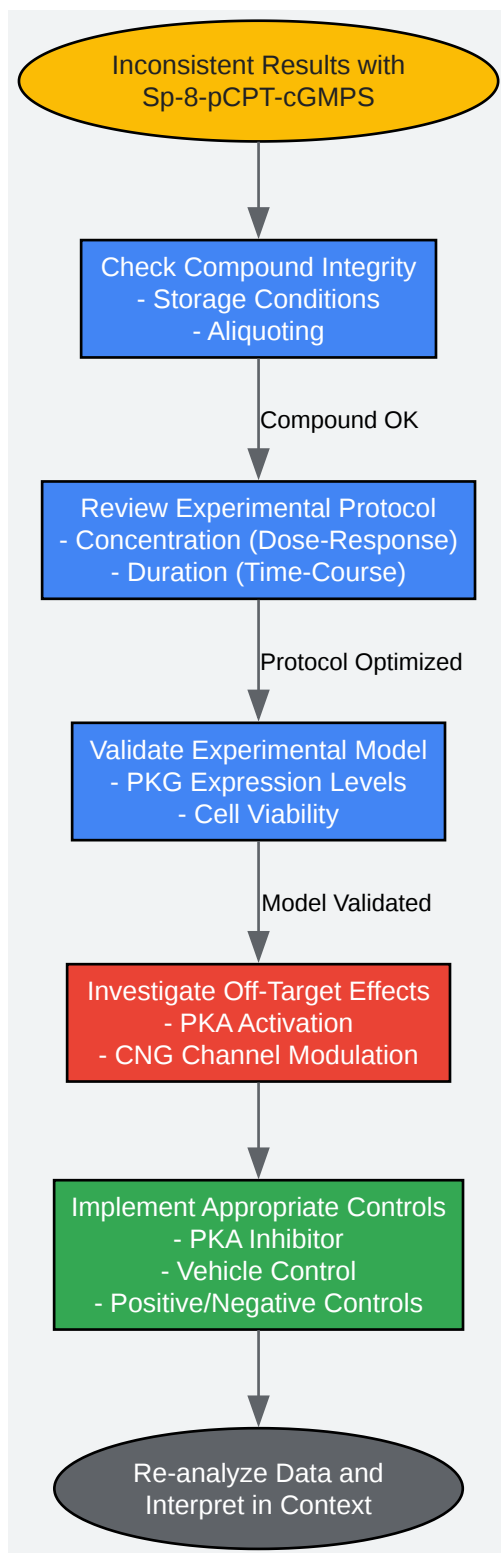 Inconsistent Results with
Sp-8-pCPT-cGMPS
Check Compound Integrity
- Storage Conditions
- Aliquoting
Compound OK
Review Experimental Protocol
- Concentration (Dose-Response)
- Duration (Time-Course)
Protocol Optimized
Validate Experimental Model
- PKG Expression Levels
- Cell Viability
Model Validated
Investigate Off-Target Effects
- PKA Activation
- CNG Channel Modulation
Implement Appropriate Controls
- PKA Inhibitor
- Vehicle Control
- Positive/Negative Controls
Re-analyze Data and
Interpret in Context